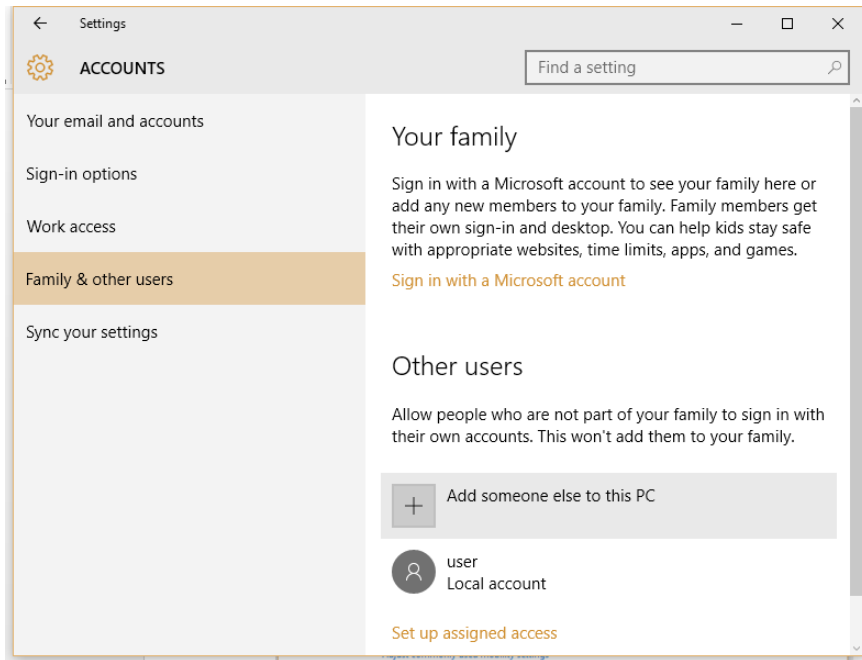 Settings
ACCOUNTS
Find a setting
Your email and accounts
Sign-in options
Work access
Family & other users
Sync your settings
Your family
Sign in with a Microsoft account to see your family here or
add any new members to your family. Family members get
their own sign-in and desktop. You can help kids stay safe
with appropriate websites, time limits, apps, and games.
Sign in with a Microsoft account
Other users
Allow people who are not part of your family to sign in with
their own accounts. This won't add them to your family.
Add someone else to this PC
user
Local account
Set up assigned access
Adjust commonly used mobility settings